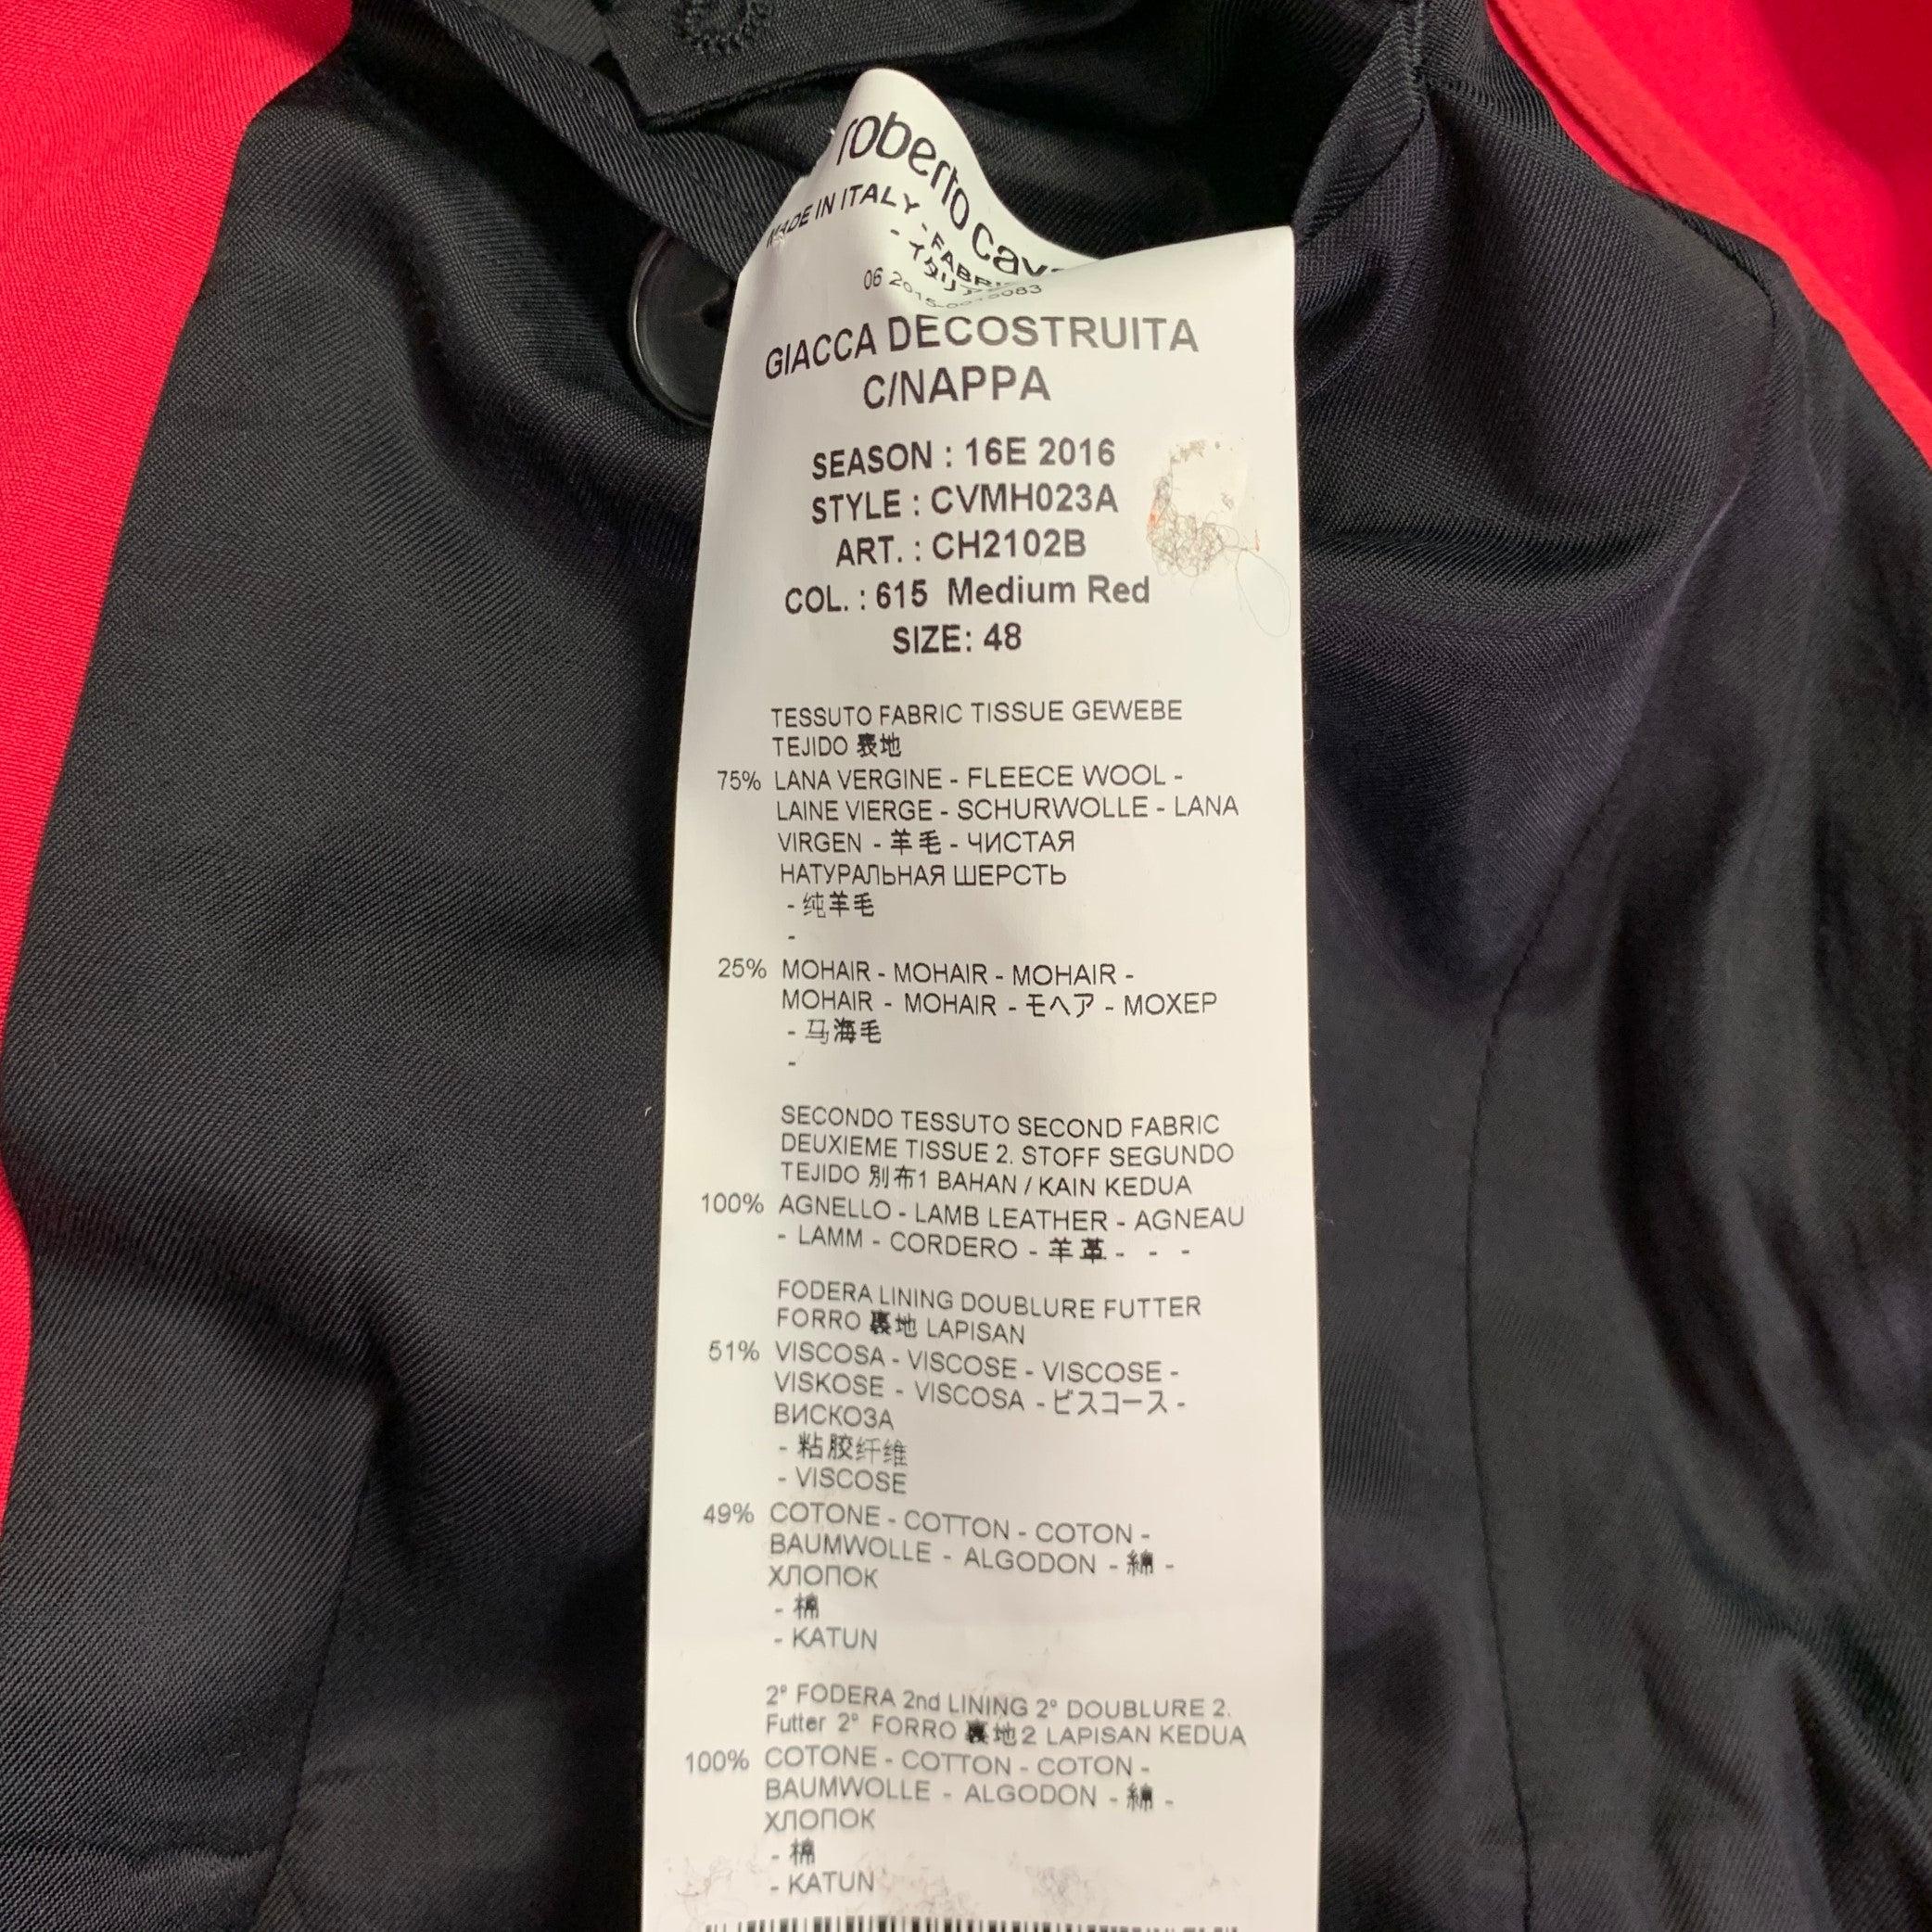 roberto
MADE IN ITALY -
06
GIACCA DECOSTRUITA
C/NAPPA
SEASON : 16E 2016
STYLE : CVMH023A
ART. : CH2102B
COL. : 615 Medium Red
SIZE: 48
TESSUTO FABRIC TISSUE GEWEBE
TEJIDO 表地
75% LANA VERGINE - FLEECE WOOL -
LAINE VIERGE - SCHURWOLLE - LANA
VIRGEN - 羊毛 - ЧИСТАЯ
НАТУРАЛЬНАЯ ШЕРСТЬ
- 纯羊毛
-
25% MOHAIR - MOHAIR - MOHAIR -
MOHAIR - MOHAIR - モヘア - МОХЕР
- 马海毛
-
SECONDO TESSUTO SECOND FABRIC
DEUXIEME TISSUE 2. STOFF SEGUNDO
TEJIDO 別布1 BAHAN / KAIN KEDUA
100% AGNELLO - LAMB LEATHER - AGNEAU
- LAMM - CORDERO - 羊革 - - -
FODERA LINING DOUBLURE FUTTER
FORRO 裏地 LAPISAN
51% VISCOSA - VISCOSE - VISCOSE -
VISKOSE - VISCOSA - ビスコース -
ВИСКОЗА
- 粘胶纤维
- VISCOSE
49% COTONE - COTTON - COTON -
BAUMWOLLE - ALGODON - 綿 -
ХЛОПОК
- 棉
- KATUN
2° FODERA 2nd LINING 2° DOUBLURE 2.
Futter 2° FORRO 裏地2 LAPISAN KEDUA
100% COTONE - COTTON - COTON -
BAUMWOLLE - ALGODON - 綿 -
ХЛОПОК
- 棉
- KATUN